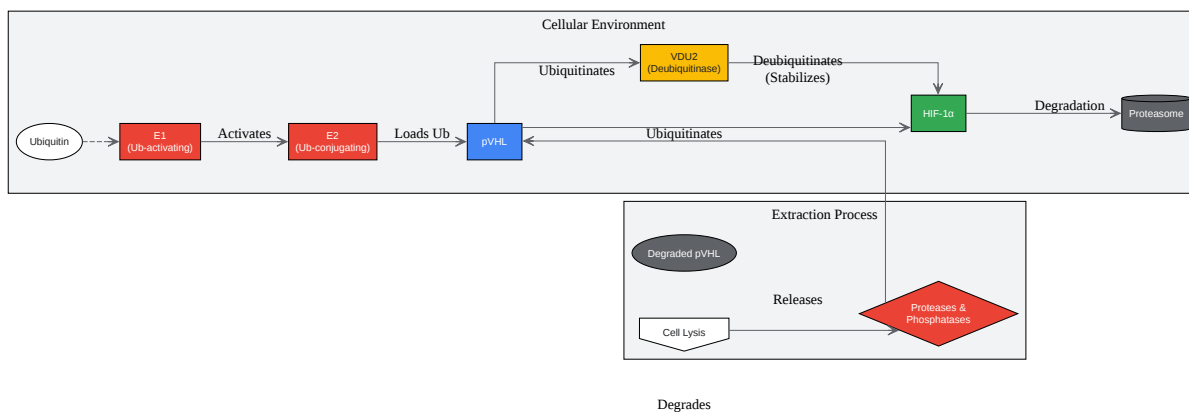 Cellular Environment
VDU2
(Deubiquitinase)
Ubiquitinates
Deubiquitinates
(Stabilizes)
HIF-1α
Degradation
Proteasome
Ubiquitin
E1
(Ub-activating)
Activates
E2
(Ub-conjugating)
Loads Ub
pVHL
Ubiquitinates
Extraction Process
Degraded pVHL
Releases
Cell Lysis
Proteases &
Phosphatases
Degrades